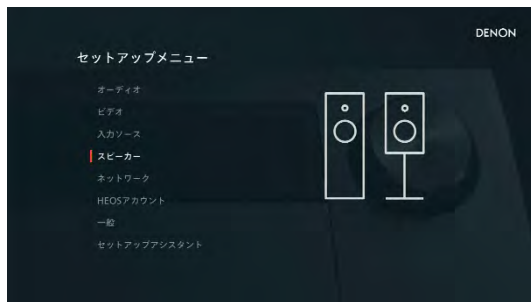 DENON
セットアップメニュー
オーディオ
ビデオ
入力ソース
スピーカー
ネットワーク
HEOSアカウント
一般
セットアップアシスタント